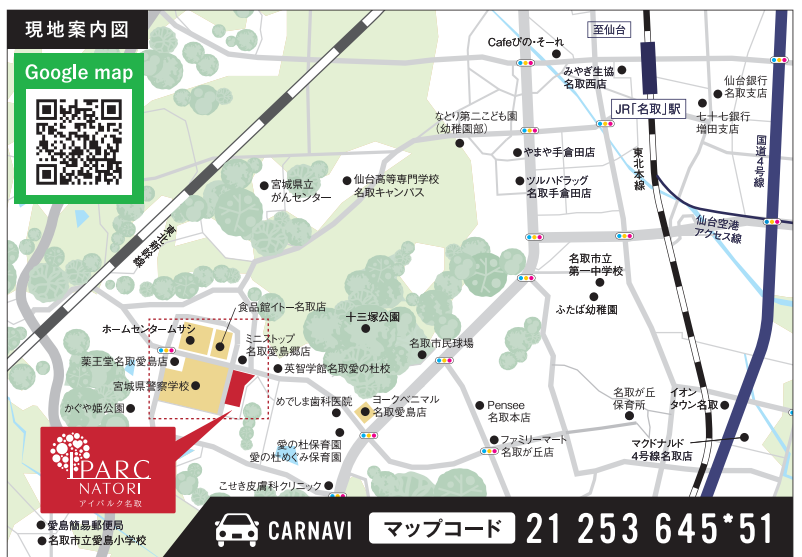 現地案内図
Google map
至仙台
Cafeぴの・そーれ
みやぎ生協
名取西店
仙台銀行
名取支店
JR「名取」駅
七十七銀行
増田支店
なとり第二こども園
(幼稚園部)
やまや手倉田店
東北本線
国道4号線
宮城県立
がんセンター
仙台高等専門学校
名取キャンパス
ツルハドラッグ
名取手倉田店
仙台空港
アクセス線
東北新幹線
名取市立
第一中学校
ふたば幼稚園
食品館イトー名取店
十三塚公園
ホームセンタームサシ
ミニストップ
名取愛島郷店
名取市民球場
薬王堂名取愛島店
英智学館名取愛の杜校
宮城県警察学校
かぐや姫公園
めでしま歯科医院
ヨークベニマル
名取愛島店
Pensee
名取本店
名取が丘
保育所
イオン
タウン名取
愛の杜保育園
愛の杜めぐみ保育園
ファミリーマート
名取が丘店
マクドナルド
4号線名取店
こせき皮膚科クリニック
iPARC
NATORI
アイパルク名取
愛島簡易郵便局
名取市立愛島小学校
CARNAVI マップコード 21 253 645*51